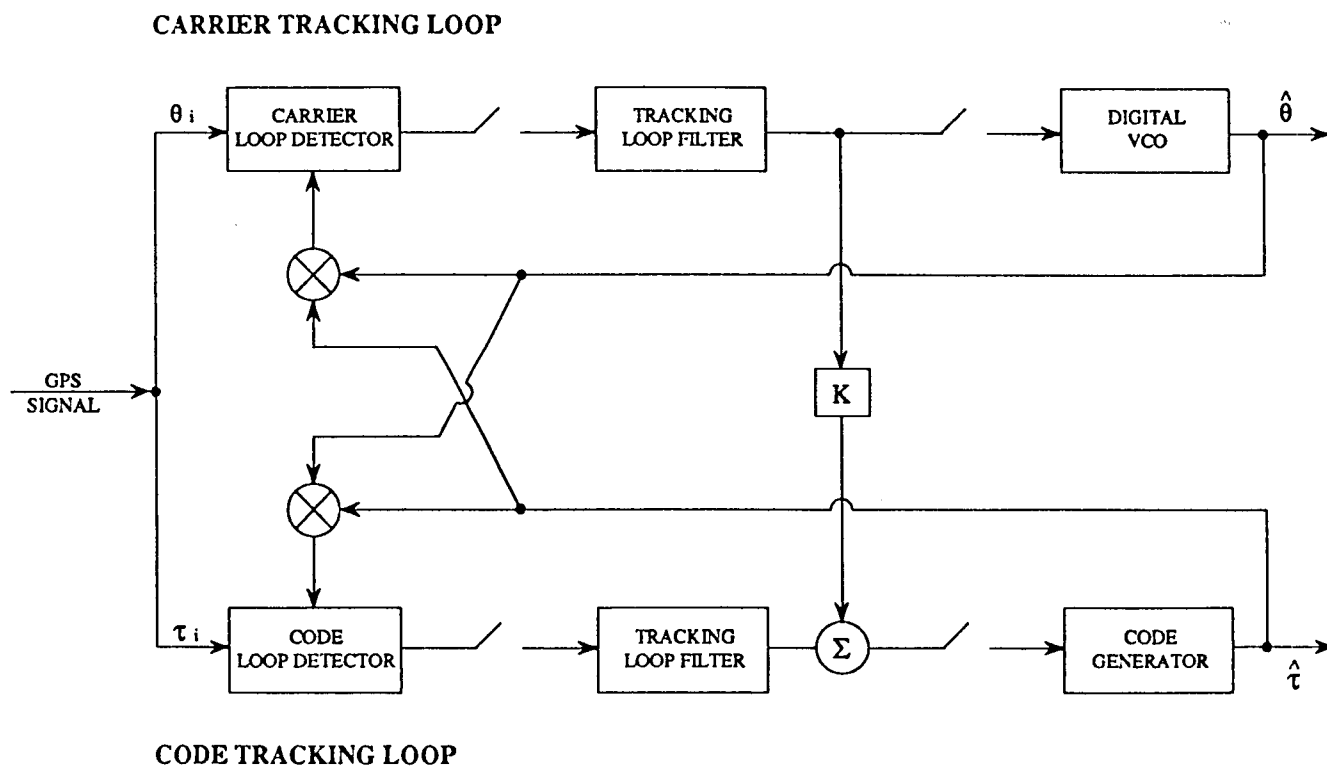 CARRIER TRACKING LOOP
θ i
CARRIER
LOOP DETECTOR
TRACKING
LOOP FILTER
DIGITAL
VCO
θ̂
GPS
SIGNAL
K
τ i
CODE
LOOP DETECTOR
TRACKING
LOOP FILTER
Σ
CODE
GENERATOR
τ̂
CODE TRACKING LOOP